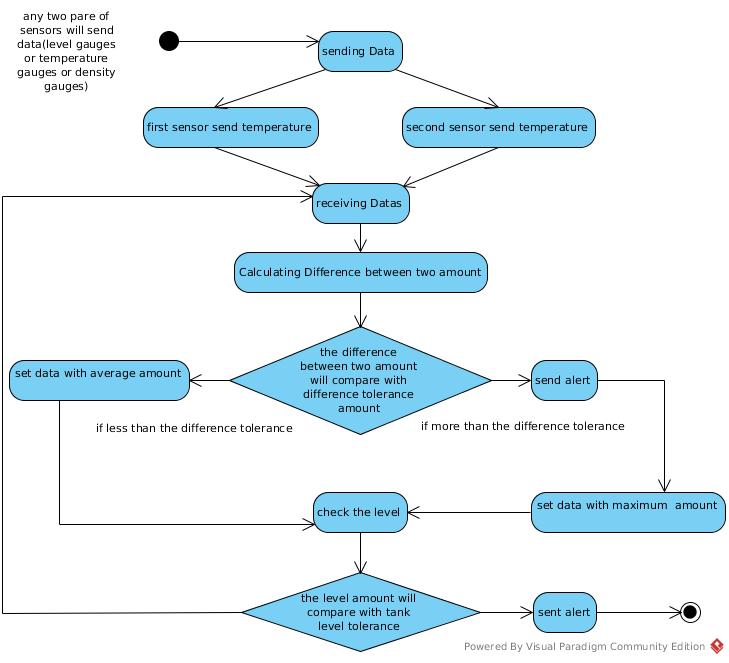 any two pare of
sensors will send
data(level gauges
or temperature
gauges or density
gauges)
sending Data
first sensor send temperature
second sensor send temperature
receiving Datas
Calculating Difference between two amount
the difference
between two amount
will compare with
difference tolerance
amount
set data with average amount
send alert
if less than the difference tolerance
if more than the difference tolerance
check the level
set data with maximum  amount
the level amount will
compare with tank
level tolerance
sent alert
Powered By Visual Paradigm Community Edition